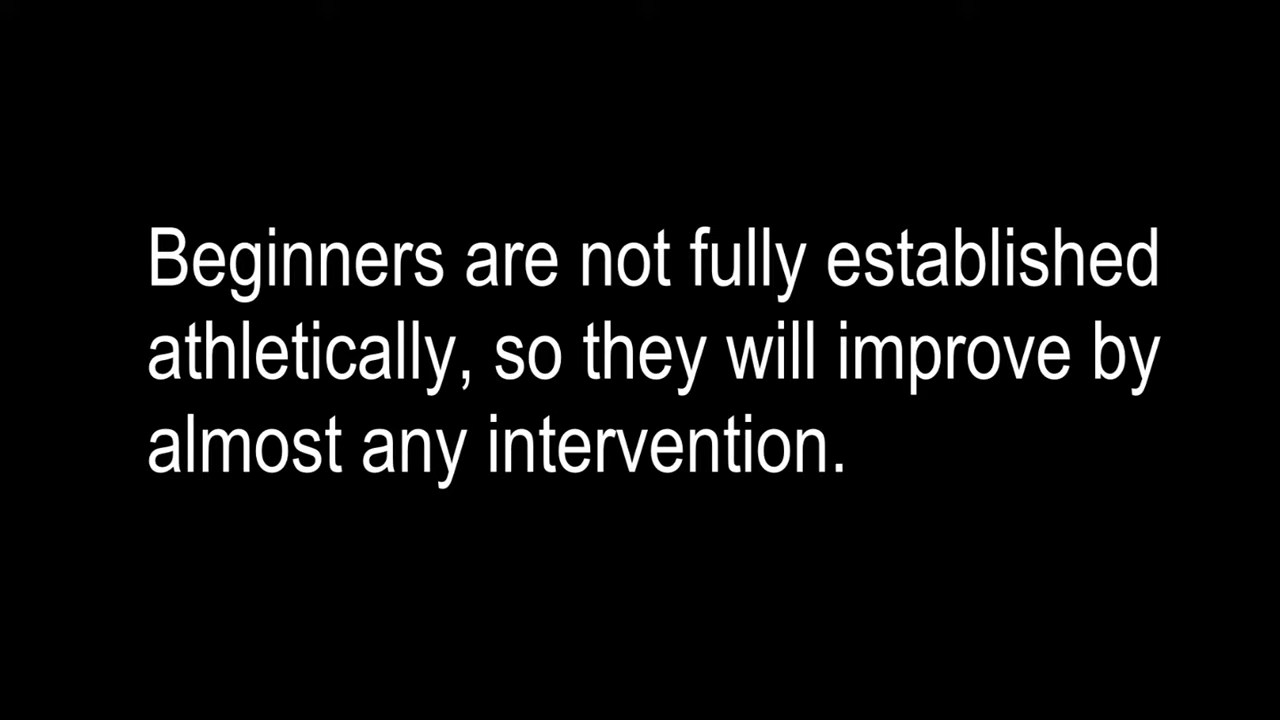 Beginners are not fully established
athletically, so they will improve by
almost any intervention.